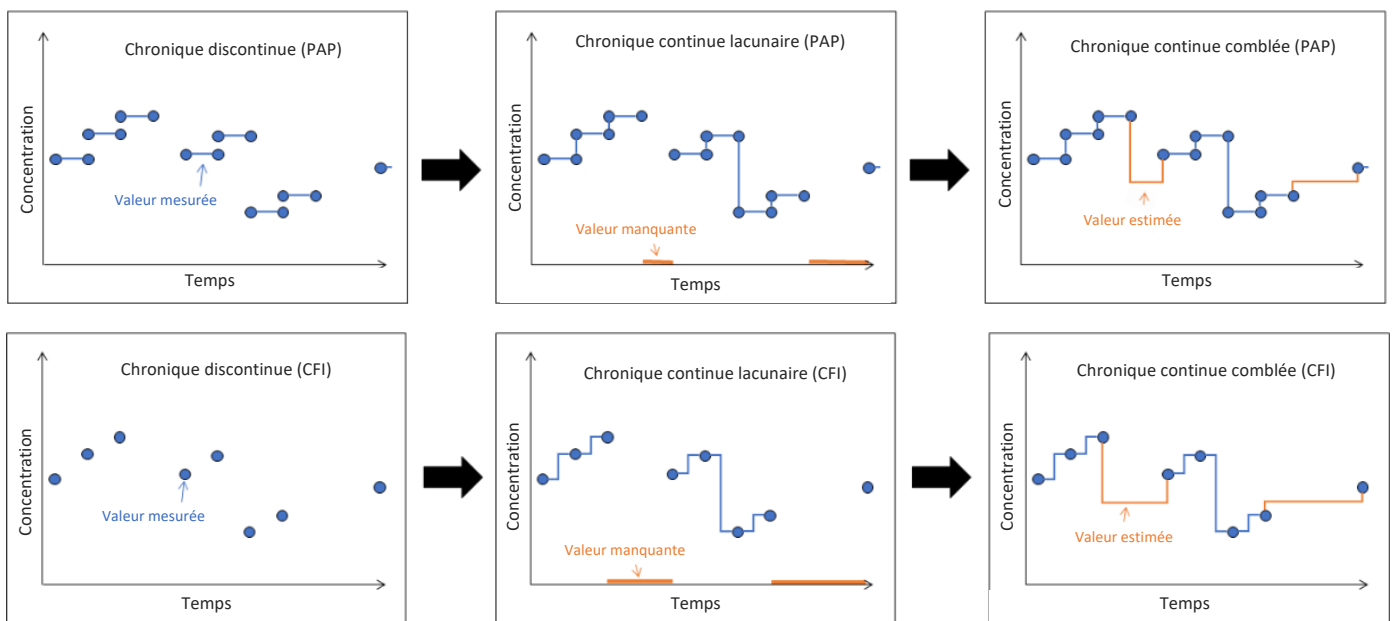 Chronique discontinue (PAP)
Concentration
Valeur mesurée
Temps
Chronique continue lacunaire (PAP)
Concentration
Valeur manquante
Temps
Chronique continue comblée (PAP)
Concentration
Valeur estimée
Temps
Chronique discontinue (CFI)
Concentration
Valeur mesurée
Temps
Chronique continue lacunaire (CFI)
Concentration
Valeur manquante
Temps
Chronique continue comblée (CFI)
Concentration
Valeur estimée
Temps